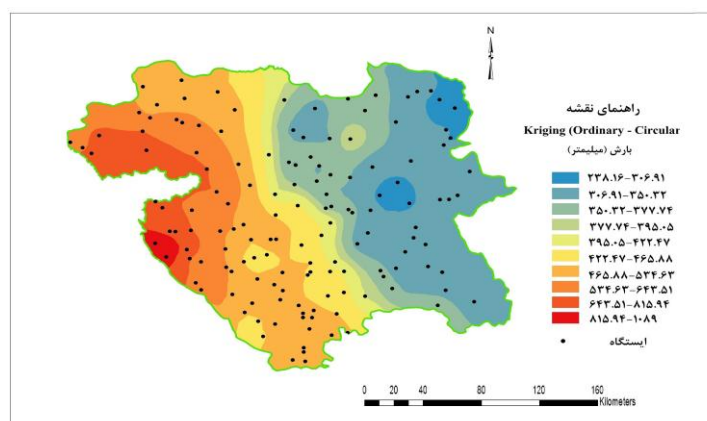 N
راهنمای نقشه
Kriging (Ordinary - Circular
بارش (میلیمتر)
۲۳۸.۱۶-۳۰۶.۹۱
۳۰۶.۹۱-۳۵۰.۳۲
۳۵۰.۳۲-۳۷۷.۷۴
۳۷۷.۷۴-۳۹۵.۰۵
۳۹۵.۰۵-۴۲۲.۴۷
۴۲۲.۴۷-۴۶۵.۸۸
۴۶۵.۸۸-۵۳۴.۶۳
۵۳۴.۶۳-۶۴۳.۵۱
۶۴۳.۵۱-۸۱۵.۹۴
۸۱۵.۹۴-۱۰۸۹
ایستگاه
0 20 40 80 120 160
Kilometers